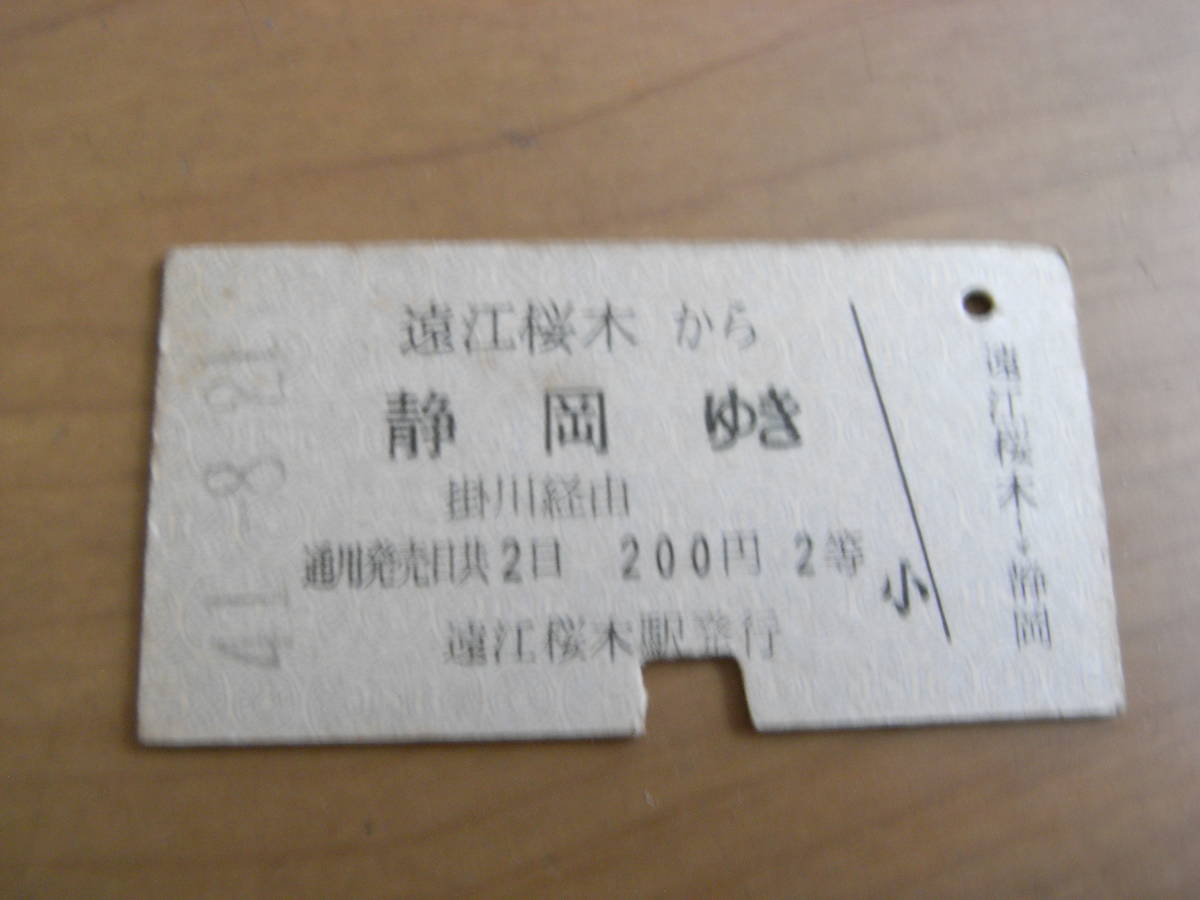 遠江桜木 から
静岡 ゆき
掛川経由
通用発売日共2日 200円 2等
遠江桜木駅発行
小
遠江桜木→静岡
41-8-21